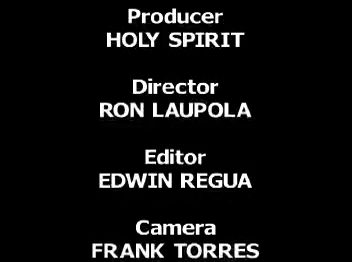 Producer
HOLY SPIRIT
Director
RON LAUPOLA
Editor
EDWIN REGUA
Camera
FRANK TORRES